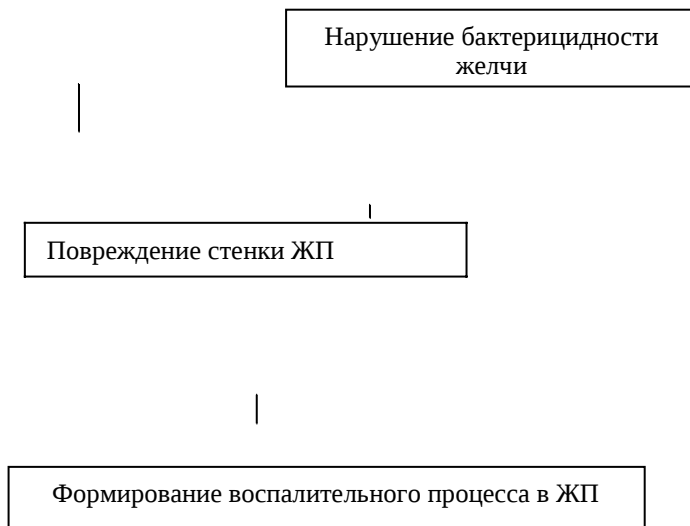 Нарушение бактерицидности
желчи
Повреждение стенки ЖП
Формирование воспалительного процесса в ЖП